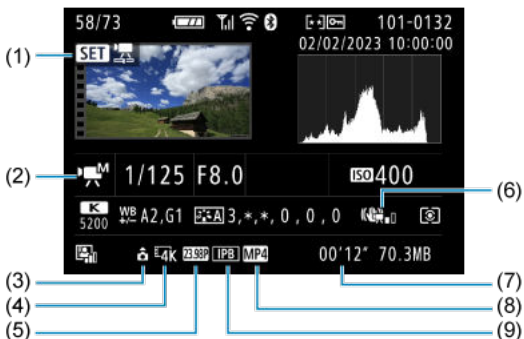 58/73 101-0132
02/02/2023 10:00:00
(1) SET
(2) M 1/125 F8.0 ISO 400
(6)
K 5200 WB +/- A2,G1 A 3,*,*,0,0,0
4K 23.98P IPB MP4 00'12" 70.3MB
(3) (7)
(4) (8)
(5) (9)